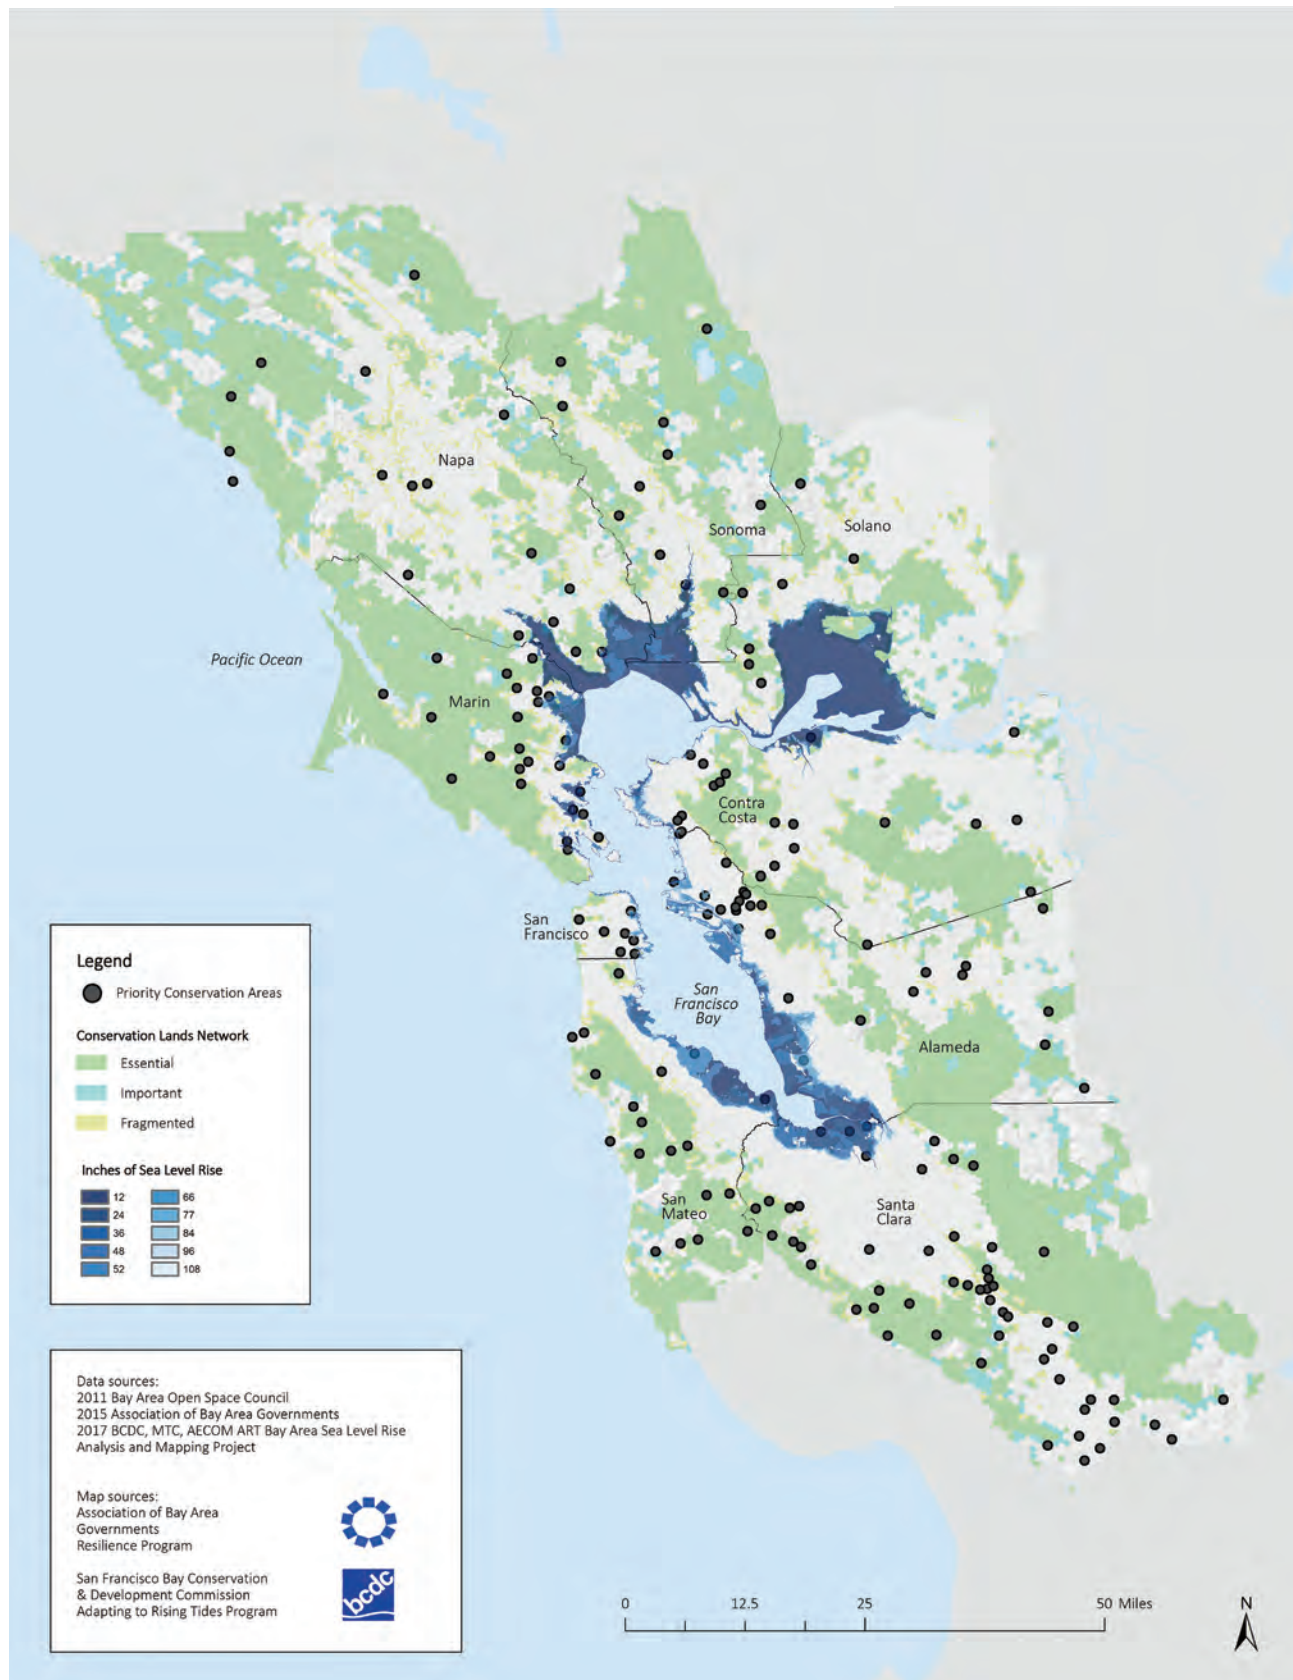 Napa
Sonoma
Solano
Pacific Ocean
Marin
Contra
Costa
San
Francisco
San
Francisco
Bay
Alameda
San
Mateo
Santa
Clara
Legend
Priority Conservation Areas
Conservation Lands Network
Essential
Important
Fragmented
Inches of Sea Level Rise
12 66
24 77
36 84
48 96
52 108
Data sources:
2011 Bay Area Open Space Council
2015 Association of Bay Area Governments
2017 BCDC, MTC, AECOM ART Bay Area Sea Level Rise
Analysis and Mapping Project
Map sources:
Association of Bay Area
Governments
Resilience Program
San Francisco Bay Conservation
& Development Commission
Adapting to Rising Tides Program
bcdc
0 12.5 25 50 Miles
N